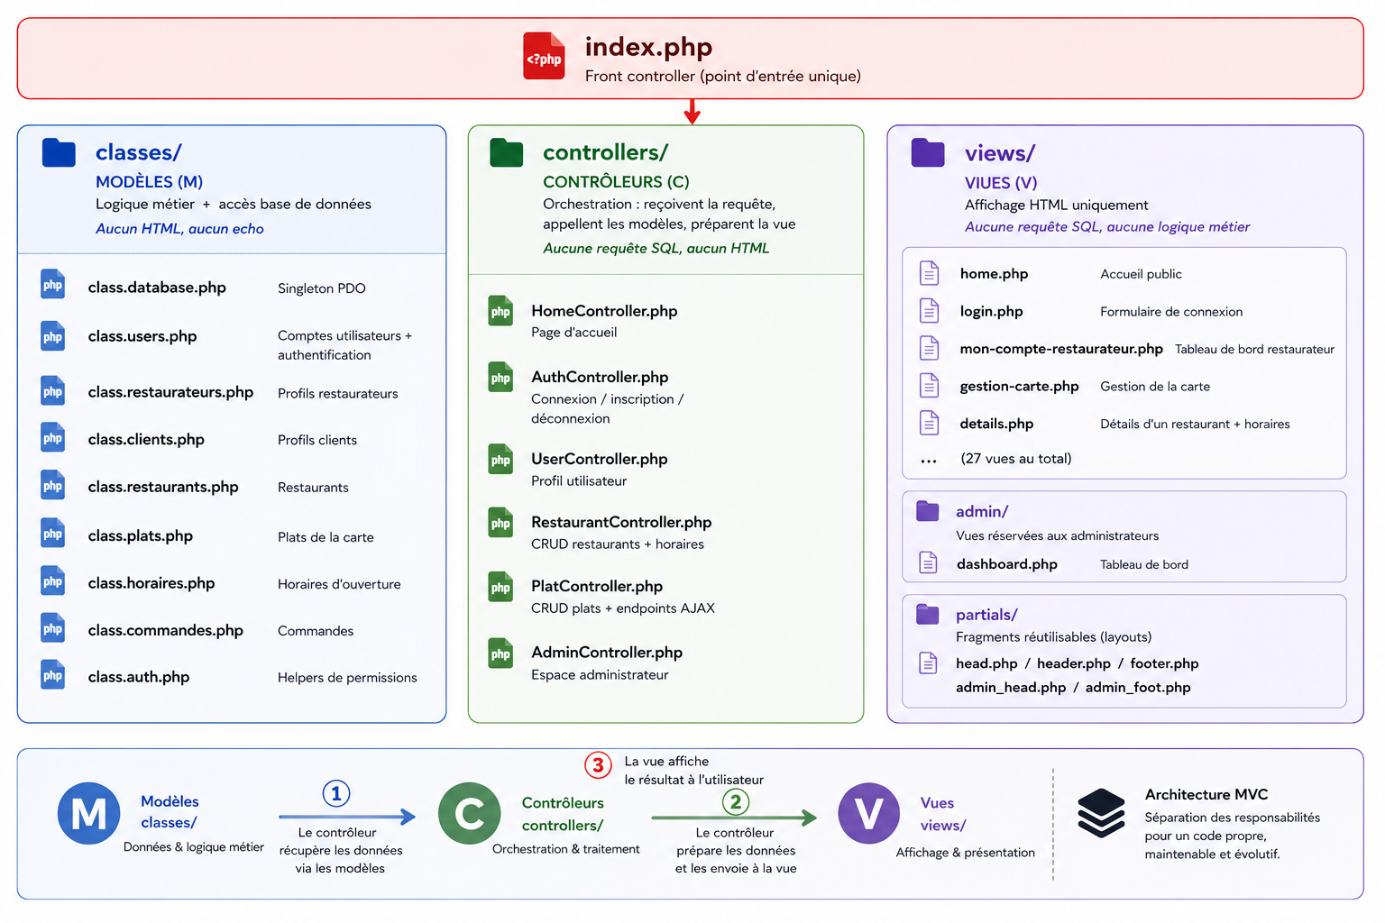 <?php
index.php
Front controller (point d'entrée unique)
classes/
MODÈLES (M)
Logique métier + accès base de données
Aucun HTML, aucun echo
php class.database.php Singleton PDO
php class.users.php Comptes utilisateurs +
authentification
php class.restaurateurs.php Profils restaurateurs
php class.clients.php Profils clients
php class.restaurants.php Restaurants
php class.plats.php Plats de la carte
php class.horaires.php Horaires d'ouverture
php class.commandes.php Commandes
php class.auth.php Helpers de permissions
controllers/
CONTRÔLEURS (C)
Orchestration : reçoivent la requête,
appellent les modèles, préparent la vue
Aucune requête SQL, aucun HTML
php HomeController.php
Page d'accueil
php AuthController.php
Connexion / inscription /
déconnexion
php UserController.php
Profil utilisateur
php RestaurantController.php
CRUD restaurants + horaires
php PlatController.php
CRUD plats + endpoints AJAX
php AdminController.php
Espace administrateur
views/
VIUES (V)
Affichage HTML uniquement
Aucune requête SQL, aucune logique métier
home.php Accueil public
login.php Formulaire de connexion
mon-compte-restaurateur.php Tableau de bord restaurateur
gestion-carte.php Gestion de la carte
details.php Détails d'un restaurant + horaires
... (27 vues au total)
admin/
Vues réservées aux administrateurs
dashboard.php Tableau de bord
partials/
Fragments réutilisables (layouts)
head.php / header.php / footer.php
admin_head.php / admin_foot.php
M
Modèles
classes/
Données & logique métier
1
Le contrôleur
récupère les données
via les modèles
C
Contrôleurs
controllers/
Orchestration & traitement
3
La vue affiche
le résultat à l'utilisateur
2
Le contrôleur
prépare les données
et les envoie à la vue
V
Vues
views/
Affichage & présentation
Architecture MVC
Séparation des responsabilités
pour un code propre,
maintenable et évolutif.